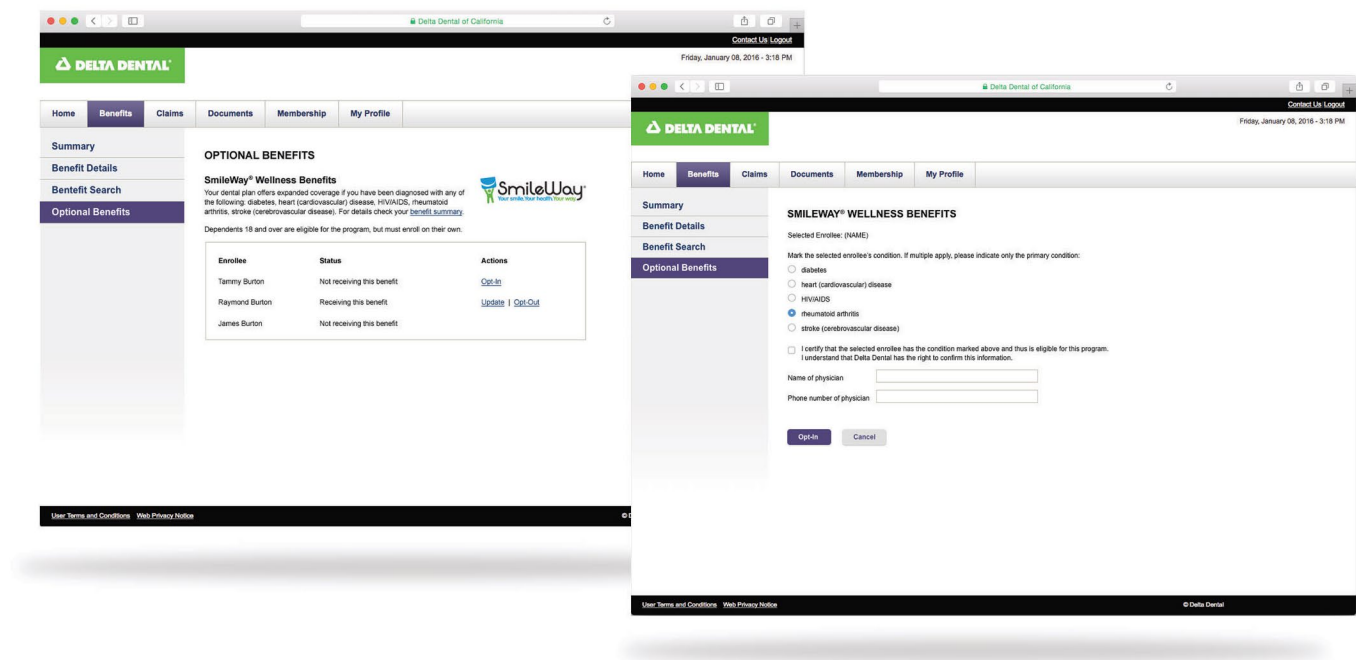 Delta Dental of California
Contact Us Logout
Friday, January 08, 2016 - 3:18 PM
DELTA DENTAL®
Home Benefits Claims Documents Membership My Profile
Summary
Benefit Details
Bentefit Search
Optional Benefits
OPTIONAL BENEFITS
SmileWay® Wellness Benefits
Your dental plan offers expanded coverage if you have been diagnosed with any of
the following: diabetes, heart (cardiovascular) disease, HIV/AIDS, rheumatoid
arthritis, stroke (cerebrovascular disease). For details check your benefit summary.
Dependents 18 and over are eligible for the program, but must enroll on their own.
SmileWay®
Your smile. Your health. Your way.
Enrollee Status Actions
Tammy Burton Not receiving this benefit Opt-In
Raymond Burton Receiving this benefit Update | Opt-Out
James Burton Not receiving this benefit
User Terms and Conditions Web Privacy Notice
Delta Dental of California
Contact Us Logout
Friday, January 08, 2016 - 3:18 PM
DELTA DENTAL®
Home Benefits Claims Documents Membership My Profile
Summary
Benefit Details
Benefit Search
Optional Benefits
SMILEWAY® WELLNESS BENEFITS
Selected Enrollee: (NAME)
Mark the selected enrollee's condition. If multiple apply, please indicate only the primary condition:
diabetes
heart (cardiovascular) disease
HIV/AIDS
rheumatoid arthritis
stroke (cerebrovascular disease)
I certify that the selected enrollee has the condition marked above and thus is eligible for this program.
I understand that Delta Dental has the right to confirm this information.
Name of physician
Phone number of physician
Opt-In Cancel
User Terms and Conditions Web Privacy Notice © Delta Dental